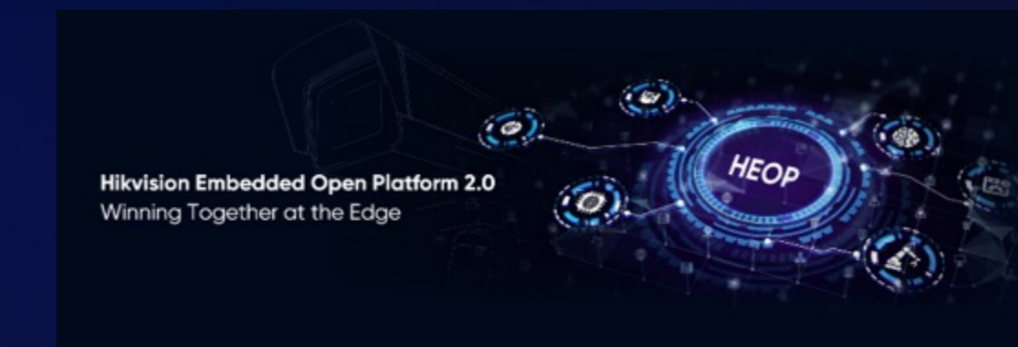 Hikvision Embedded Open Platform 2.0
Winning Together at the Edge
HEOP